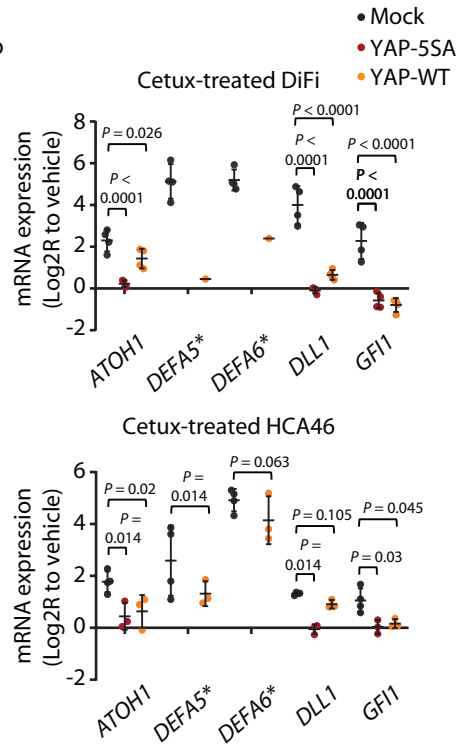 Mock
YAP-5SA
YAP-WT
Cetux-treated DiFi
mRNA expression
(Log2R to vehicle)
8
6
4
2
0
-2
P = 0.026
P <
0.0001
P < 0.0001
P <
0.0001
P < 0.0001
P <
0.0001
ATOH1
DEFA5*
DEFA6*
DLL1
GFI1
Cetux-treated HCA46
mRNA expression
(Log2R to vehicle)
6
4
2
0
-2
P = 0.02
P =
0.014
P =
0.014
P = 0.063
P = 0.105
P =
0.014
P = 0.045
P = 0.03
ATOH1
DEFA5*
DEFA6*
DLL1
GFI1